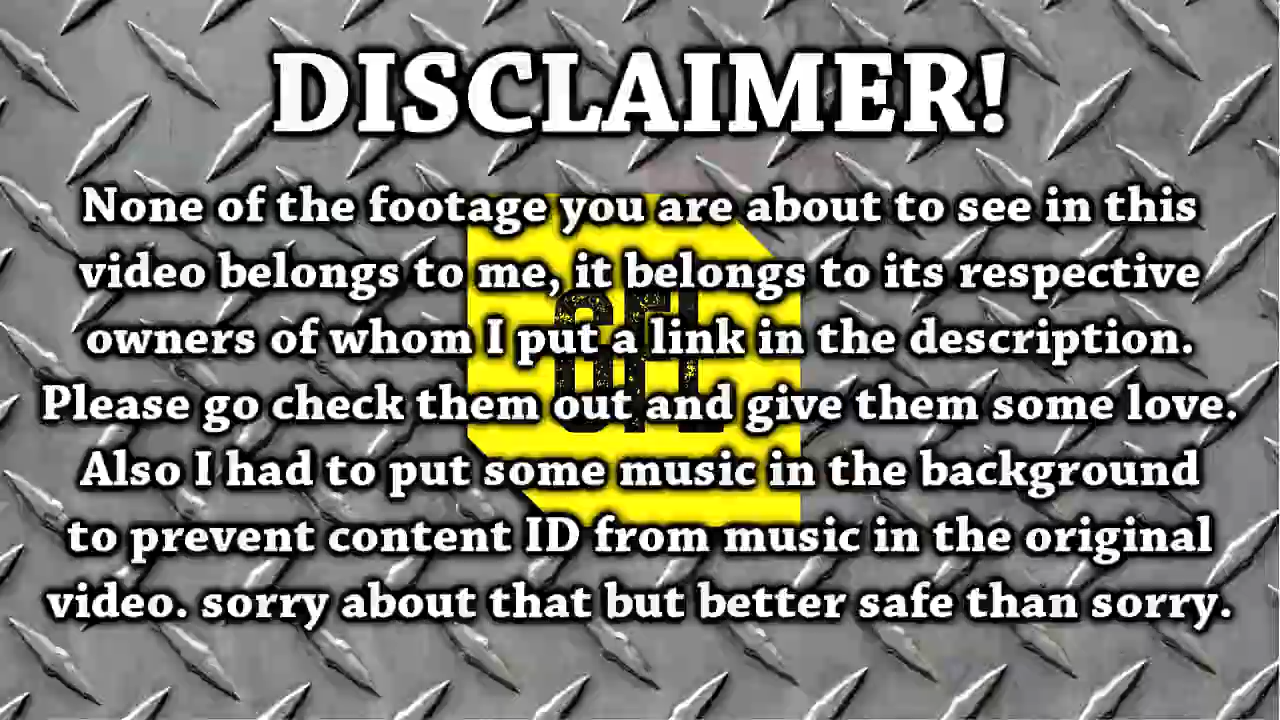 DISCLAIMER!
None of the footage you are about to see in this
video belongs to me, it belongs to its respective
owners of whom I put a link in the description.
Please go check them out and give them some love.
Also I had to put some music in the background
to prevent content ID from music in the original
video. sorry about that but better safe than sorry.